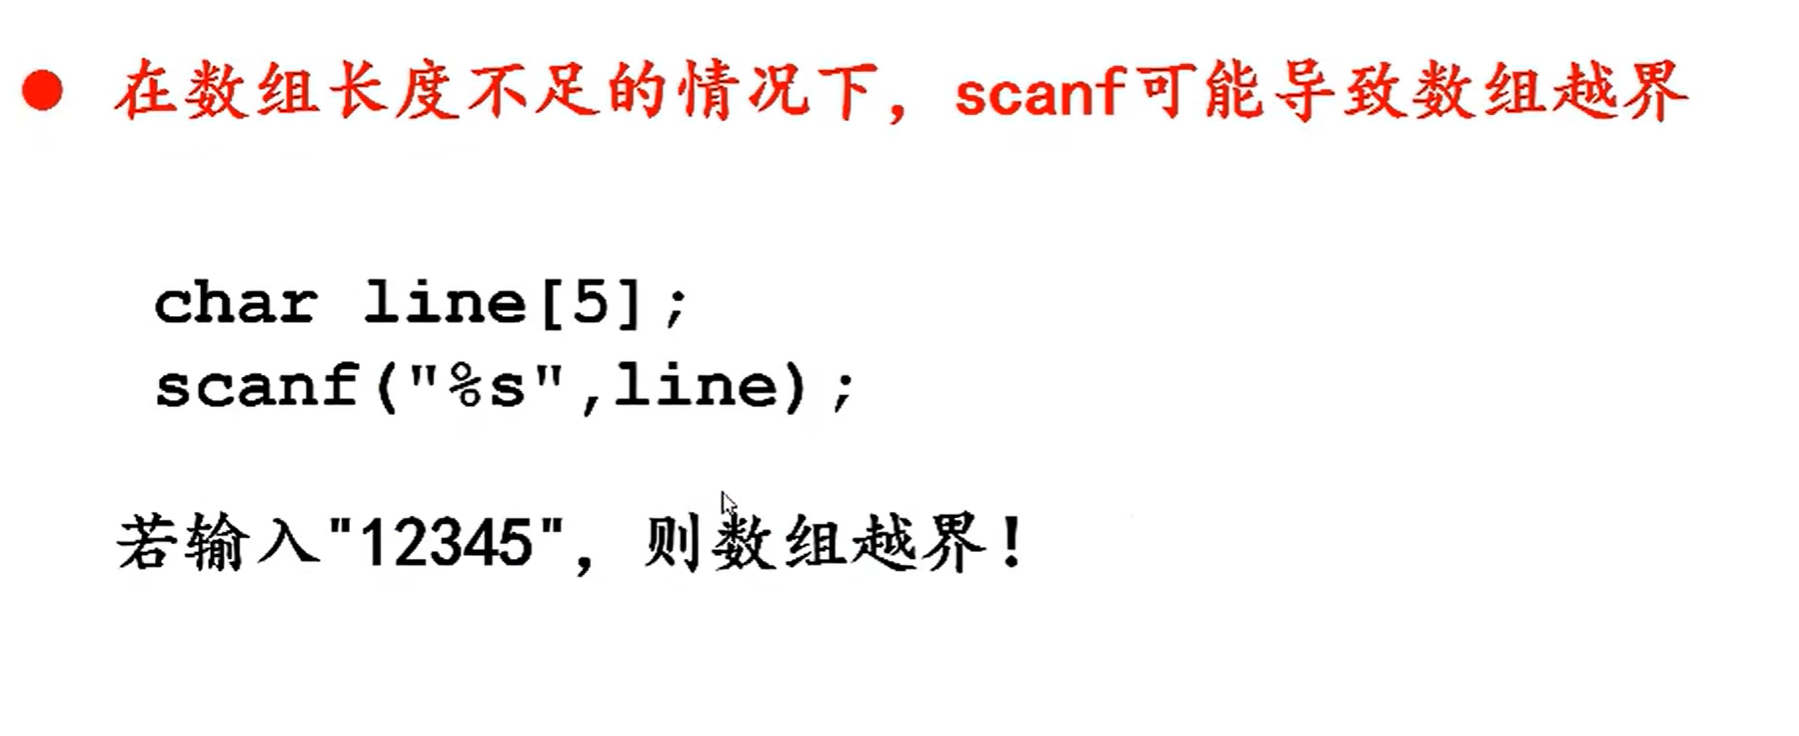 ● 在数组长度不足的情况下，scanf可能导致数组越界
char line[5];
scanf("%s",line);
若输入"12345"，则数组越界！